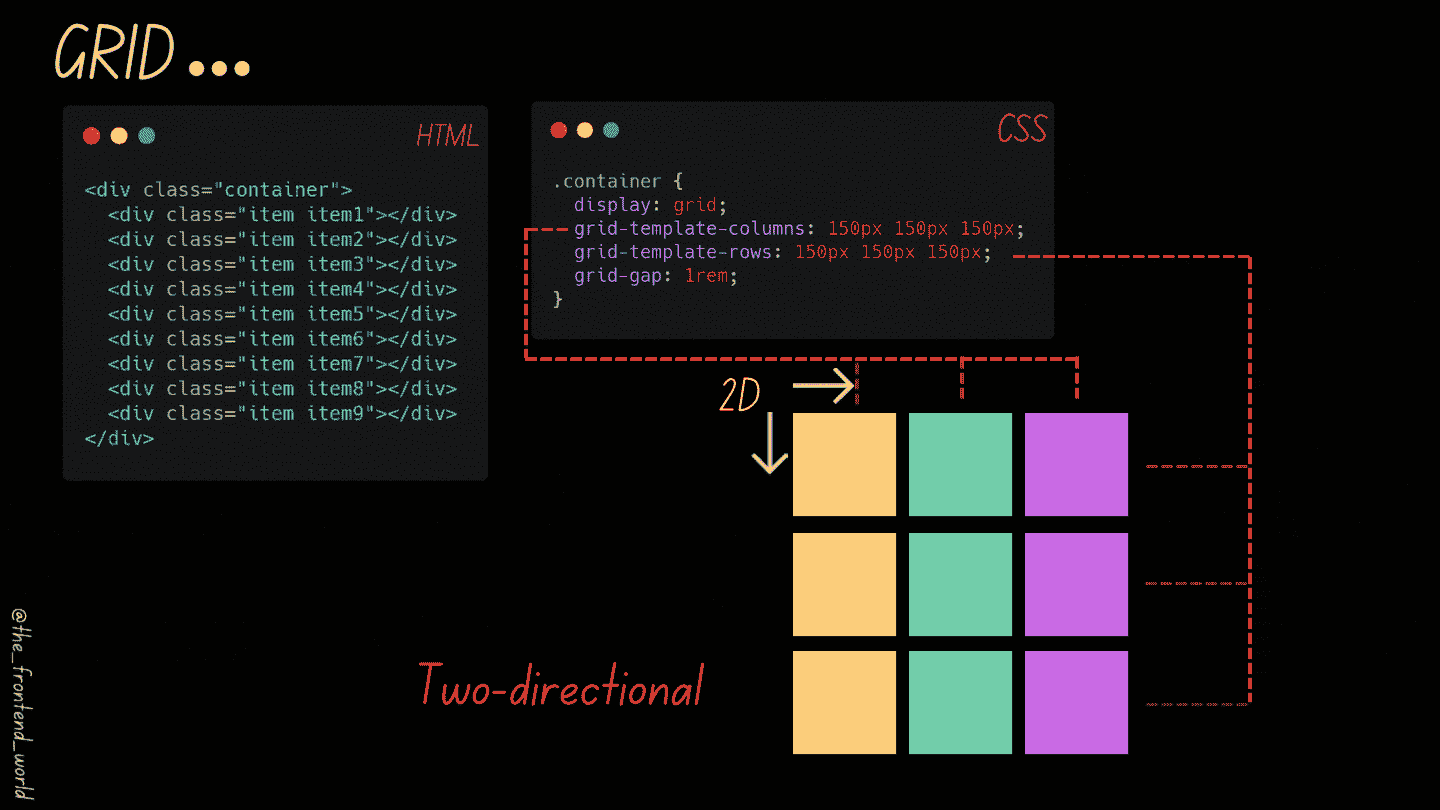 GRID...
HTML
<div class="container">
<div class="item item1"></div>
<div class="item item2"></div>
<div class="item item3"></div>
<div class="item item4"></div>
<div class="item item5"></div>
<div class="item item6"></div>
<div class="item item7"></div>
<div class="item item8"></div>
<div class="item item9"></div>
</div>
CSS
.container {
display: grid;
grid-template-columns: 150px 150px 150px;
grid-template-rows: 150px 150px 150px;
grid-gap: 1rem;
}
2D
Two-directional
@the_frontend_world